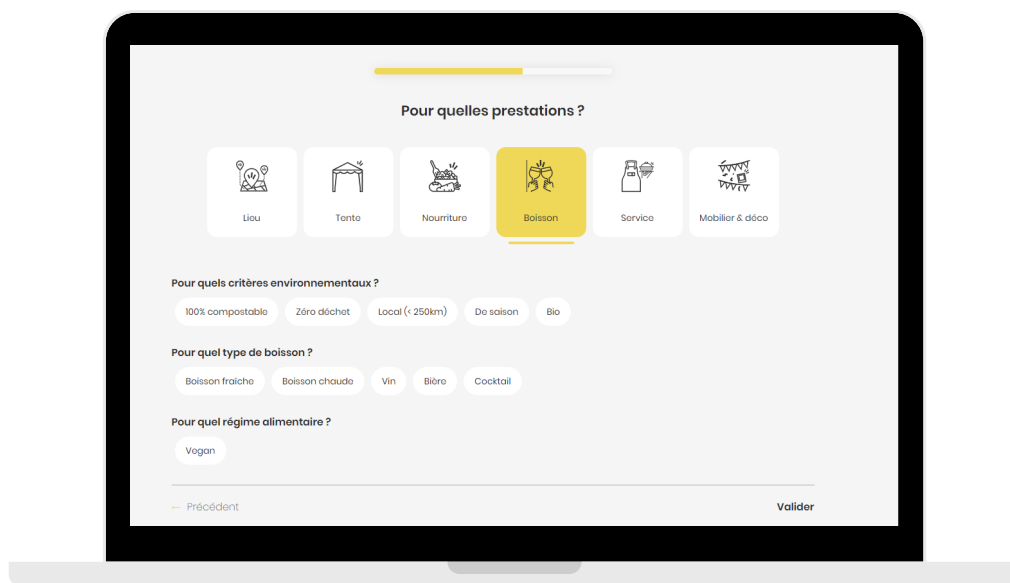 Pour quelles prestations ?
Lieu Tente Nourriture Boisson Service Mobilier & déco
Pour quels critères environnementaux ?
100% compostable Zéro déchet Local (< 250km) De saison Bio
Pour quel type de boisson ?
Boisson fraîche Boisson chaude Vin Bière Cocktail
Pour quel régime alimentaire ?
Vegan
← Précédent Valider